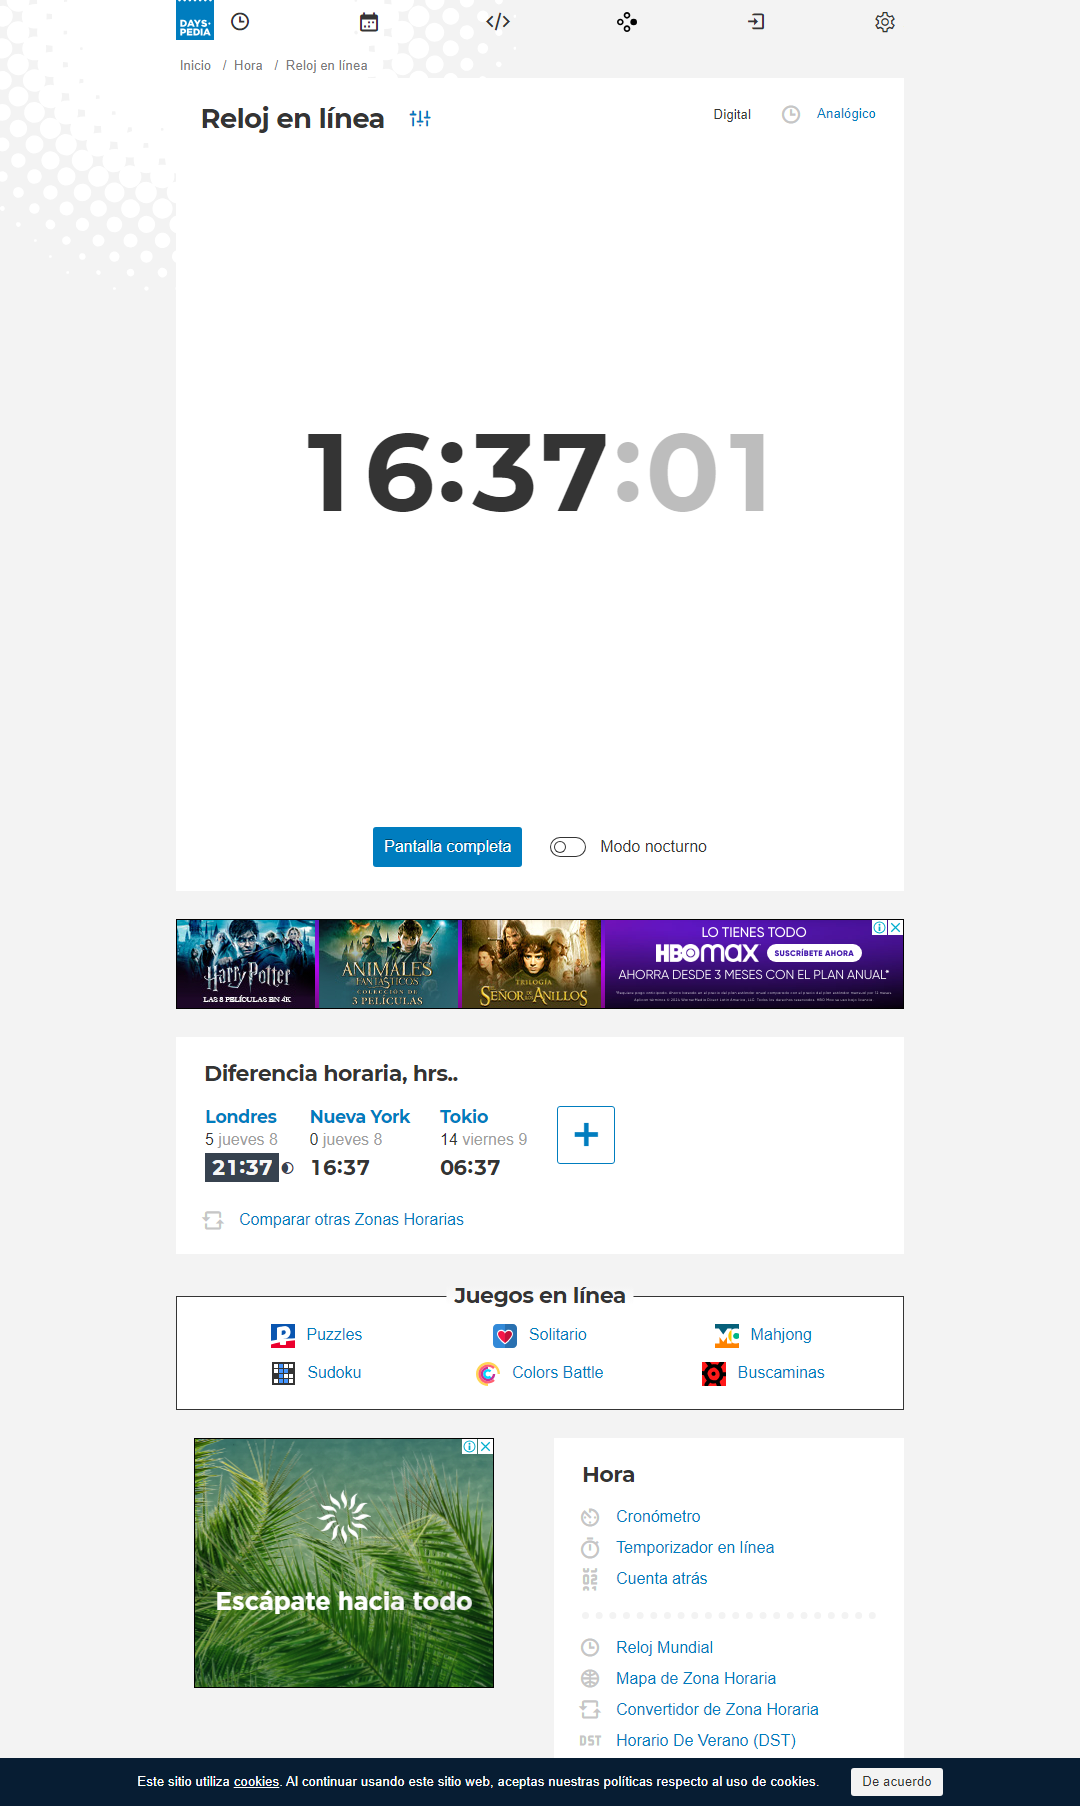 DAYS-
PEDIA
Inicio / Hora / Reloj en línea
Reloj en línea
Digital
Analógico
16:37:01
Pantalla completa
Modo nocturno
Harry Potter
LAS 8 PELÍCULAS EN 4K
ANIMALES
FANTÁSTICOS
COLECCIÓN DE
3 PELÍCULAS
TRILOGÍA
EL SEÑOR DE LOS ANILLOS
LO TIENES TODO
HBOMAX SUSCRÍBETE AHORA
AHORRA DESDE 3 MESES CON EL PLAN ANUAL*
Diferencia horaria, hrs..
Londres
5 jueves 8
21:37
Nueva York
0 jueves 8
16:37
Tokio
14 viernes 9
06:37
Comparar otras Zonas Horarias
Juegos en línea
Puzzles
Solitario
Mahjong
Sudoku
Colors Battle
Buscaminas
Escápate hacia todo
Hora
Cronómetro
Temporizador en línea
Cuenta atrás
Reloj Mundial
Mapa de Zona Horaria
Convertidor de Zona Horaria
DST Horario De Verano (DST)
Este sitio utiliza cookies. Al continuar usando este sitio web, aceptas nuestras políticas respecto al uso de cookies.
De acuerdo